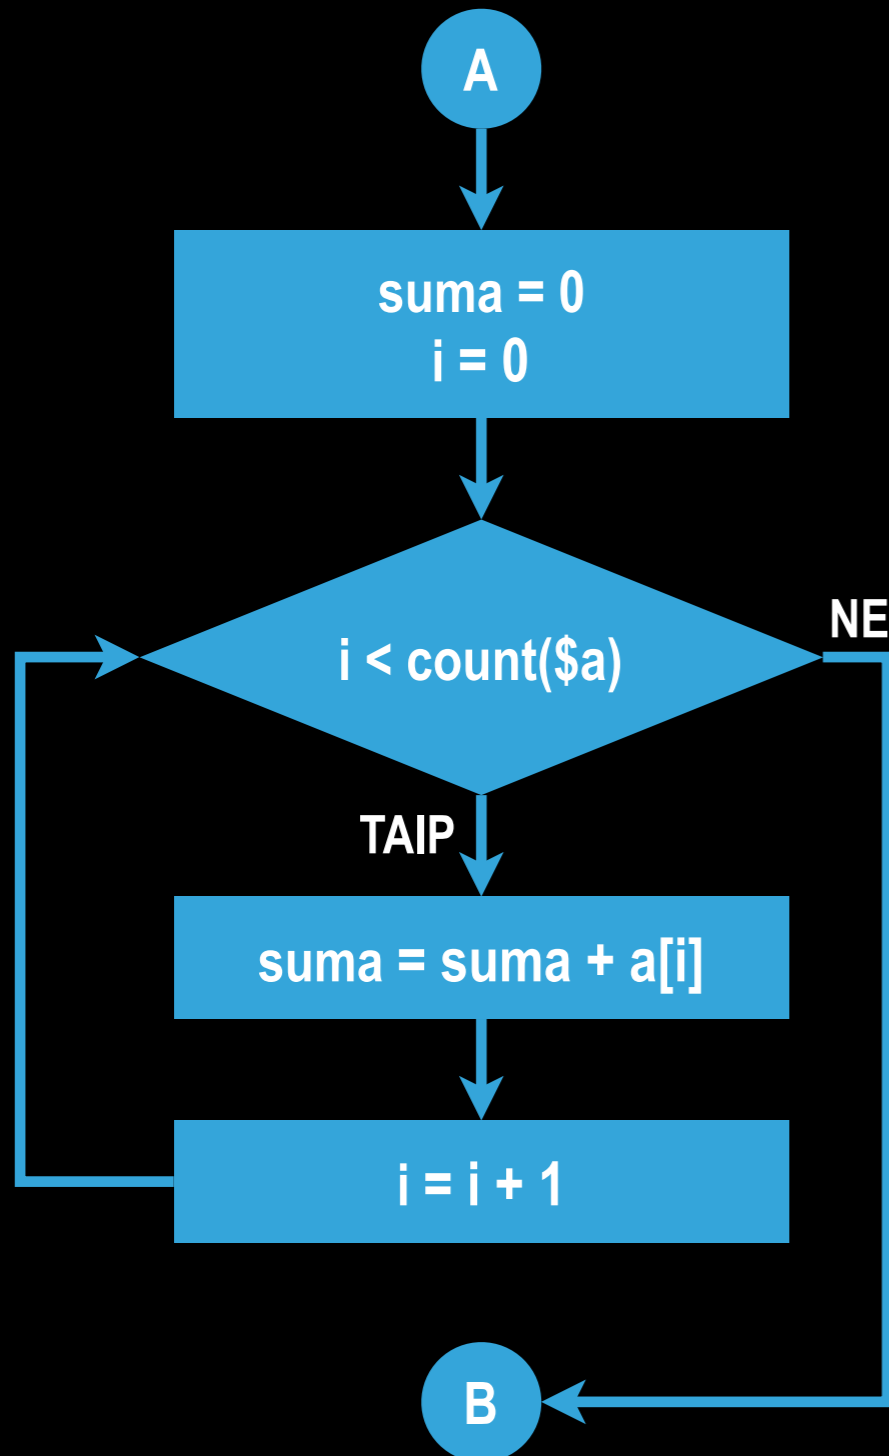 A
suma = 0
i = 0
i < count($a)
NE
TAIP
suma = suma + a[i]
i = i + 1
B